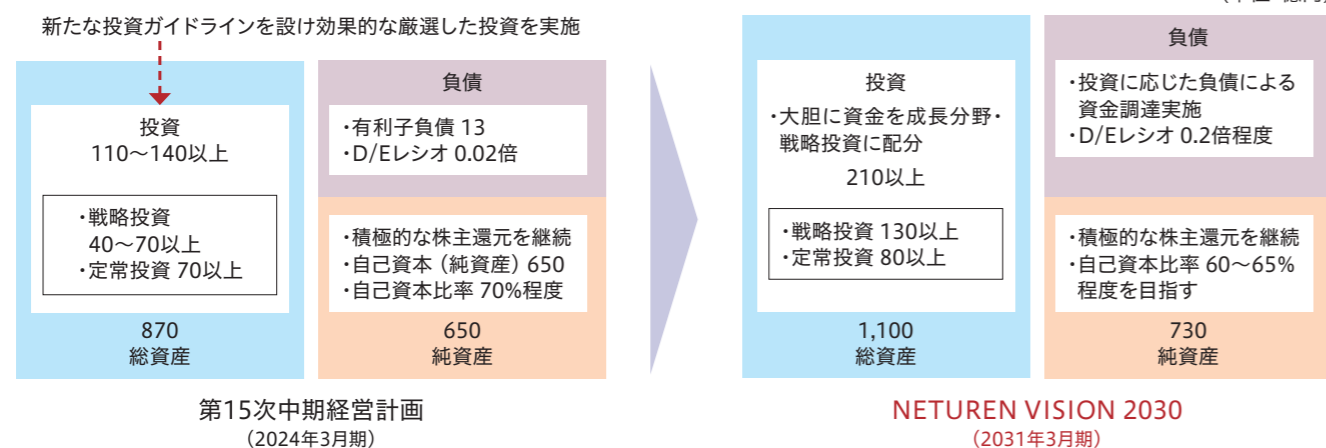 新たな投資ガイドラインを設け効果的な厳選した投資を実施
投資
110〜140以上
・戦略投資
40〜70以上
・定常投資 70以上
870
総資産
負債
・有利子負債 13
・D/Eレシオ 0.02倍
・積極的な株主還元を継続
・自己資本（純資産）650
・自己資本比率 70%程度
650
純資産
第15次中期経営計画
（2024年3月期）
投資
・大胆に資金を成長分野・
戦略投資に配分
210以上
・戦略投資 130以上
・定常投資 80以上
1,100
総資産
負債
・投資に応じた負債による
資金調達実施
・D/Eレシオ 0.2倍程度
・積極的な株主還元を継続
・自己資本比率 60〜65%
程度を目指す
730
純資産
NETUREN VISION 2030
（2031年3月期）